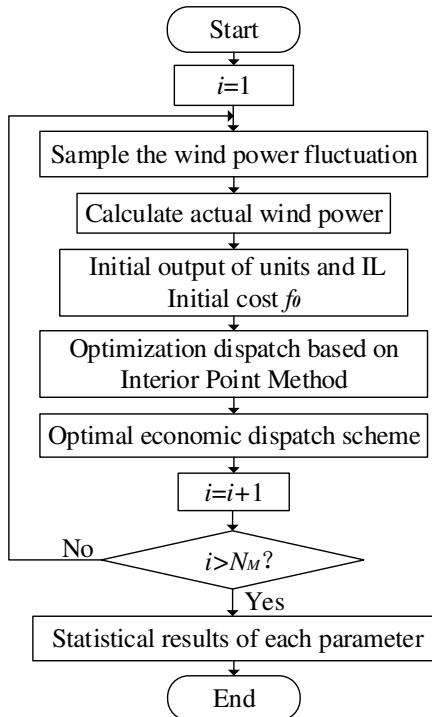 Start
i=1
Sample the wind power fluctuation
Calculate actual wind power
Initial output of units and IL
Initial cost f0
Optimization dispatch based on
Interior Point Method
Optimal economic dispatch scheme
i=i+1
No
i>NM?
Yes
Statistical results of each parameter
End